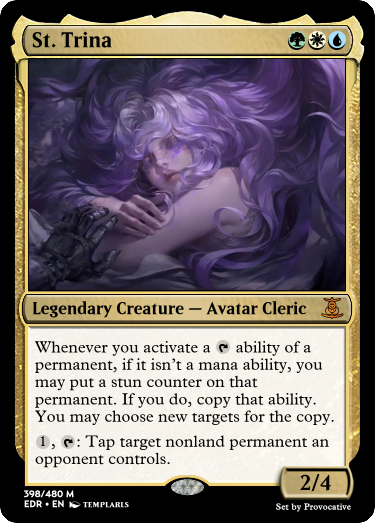 St. Trina
Legendary Creature — Avatar Cleric
Whenever you activate a ability of a
permanent, if it isn't a mana ability, you
may put a stun counter on that
permanent. If you do, copy that ability.
You may choose new targets for the copy.
1, : Tap target nonland permanent an
opponent controls.
2/4
398/480 M
EDR • EN TEMPLARLS
Set by Provocative